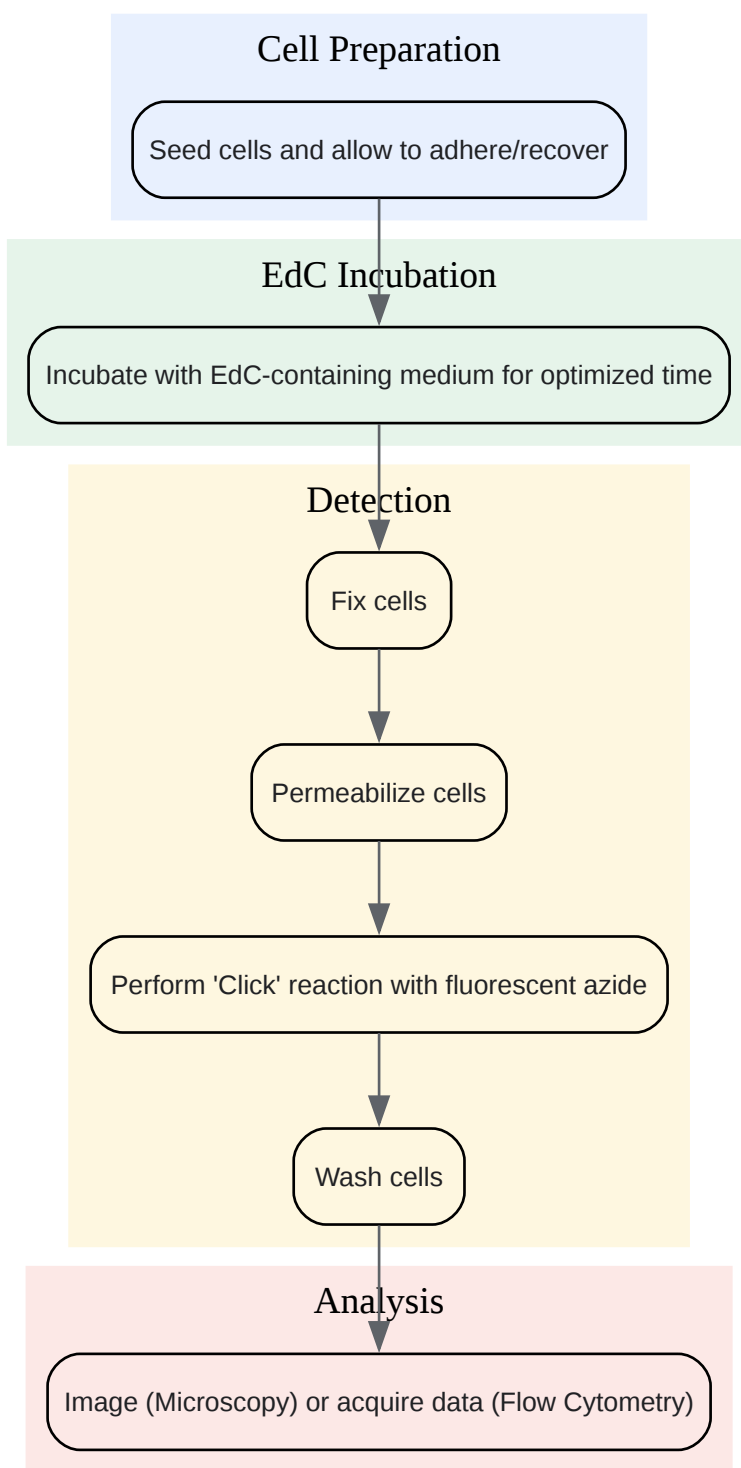 Cell Preparation
Seed cells and allow to adhere/recover
EdC Incubation
Incubate with EdC-containing medium for optimized time
Detection
Fix cells
Permeabilize cells
Perform 'Click' reaction with fluorescent azide
Wash cells
Analysis
Image (Microscopy) or acquire data (Flow Cytometry)